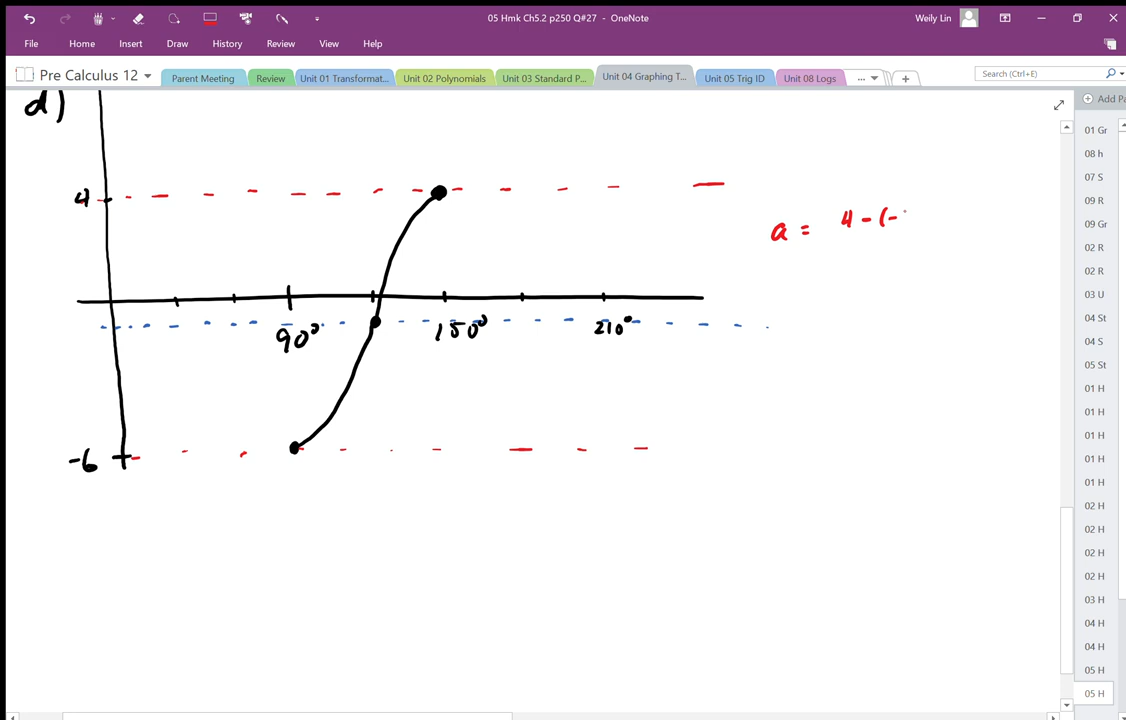 05 Hmk Ch5.2 p250 Q#27 - OneNote
Weily Lin
File Home Insert Draw History Review View Help
Pre Calculus 12
Parent Meeting
Review
Unit 01 Transformat...
Unit 02 Polynomials
Unit 03 Standard P...
Unit 04 Graphing T...
Unit 05 Trig ID
Unit 08 Logs
...
Search (Ctrl+E)
Add Pa
d)
4
a = 4 - (-
90°
150°
210°
-6
01 Gr
08 h
07 S
09 R
09 Gr
02 R
02 R
03 U
04 St
04 S
05 St
01 H
01 H
01 H
01 H
01 H
02 H
02 H
02 H
02 H
03 H
04 H
04 H
05 H
05 H